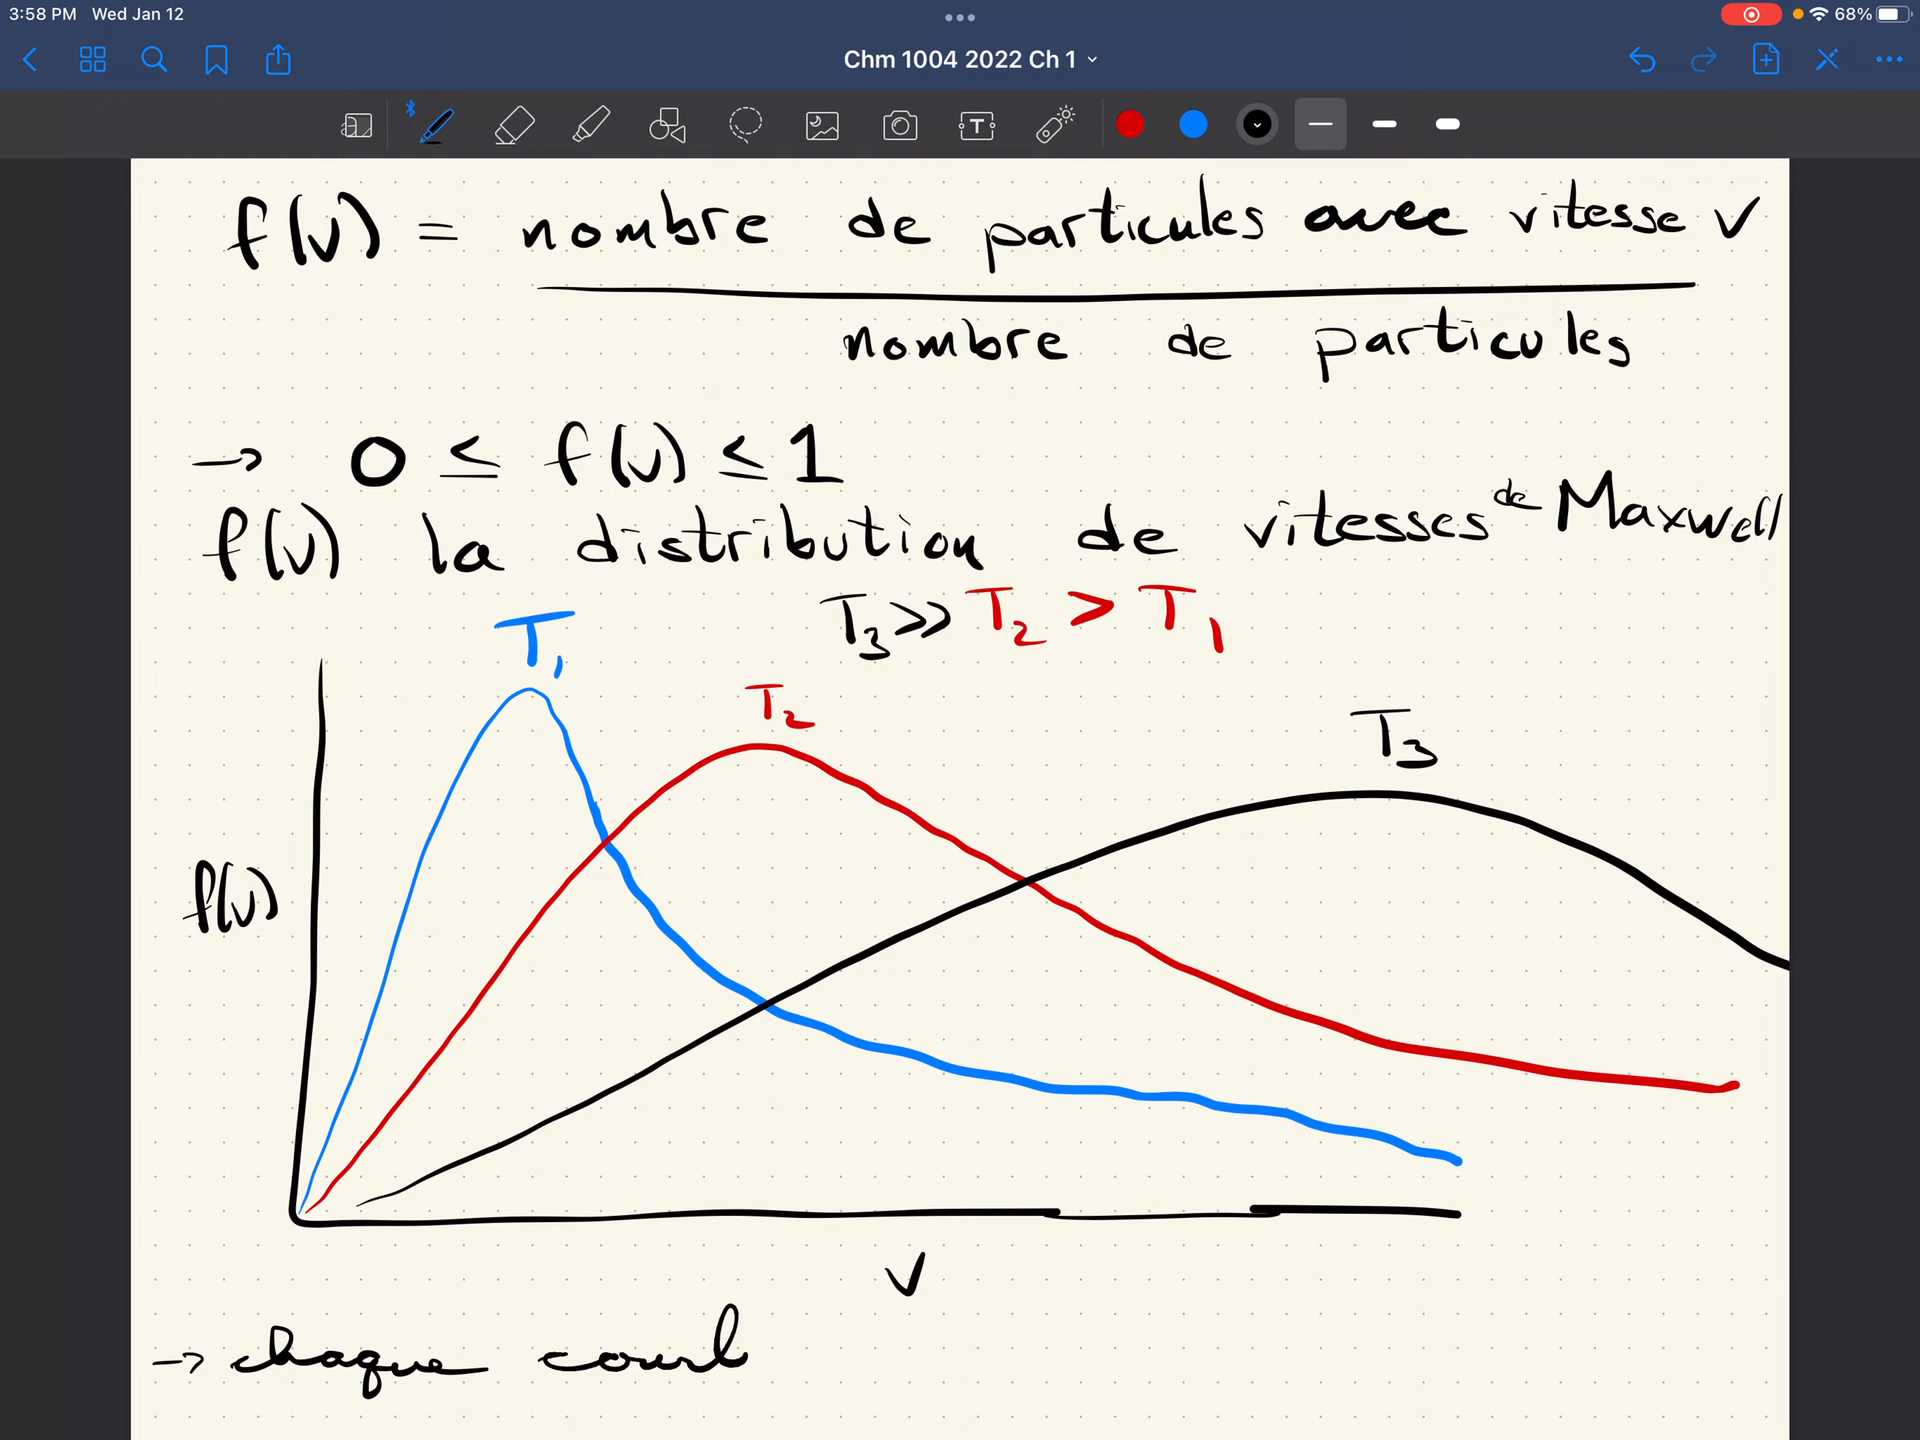 3:58 PM Wed Jan 12
68%
Chm 1004 2022 Ch 1
f(v) = nombre de particules avec vitesse v
nombre de particules
→ 0 ≤ f(v) ≤ 1
f(v) la distribution de vitesses de Maxwell
T₃ >> T₂ > T₁
T₁
T₂
T₃
f(v)
v
→ chaque courb